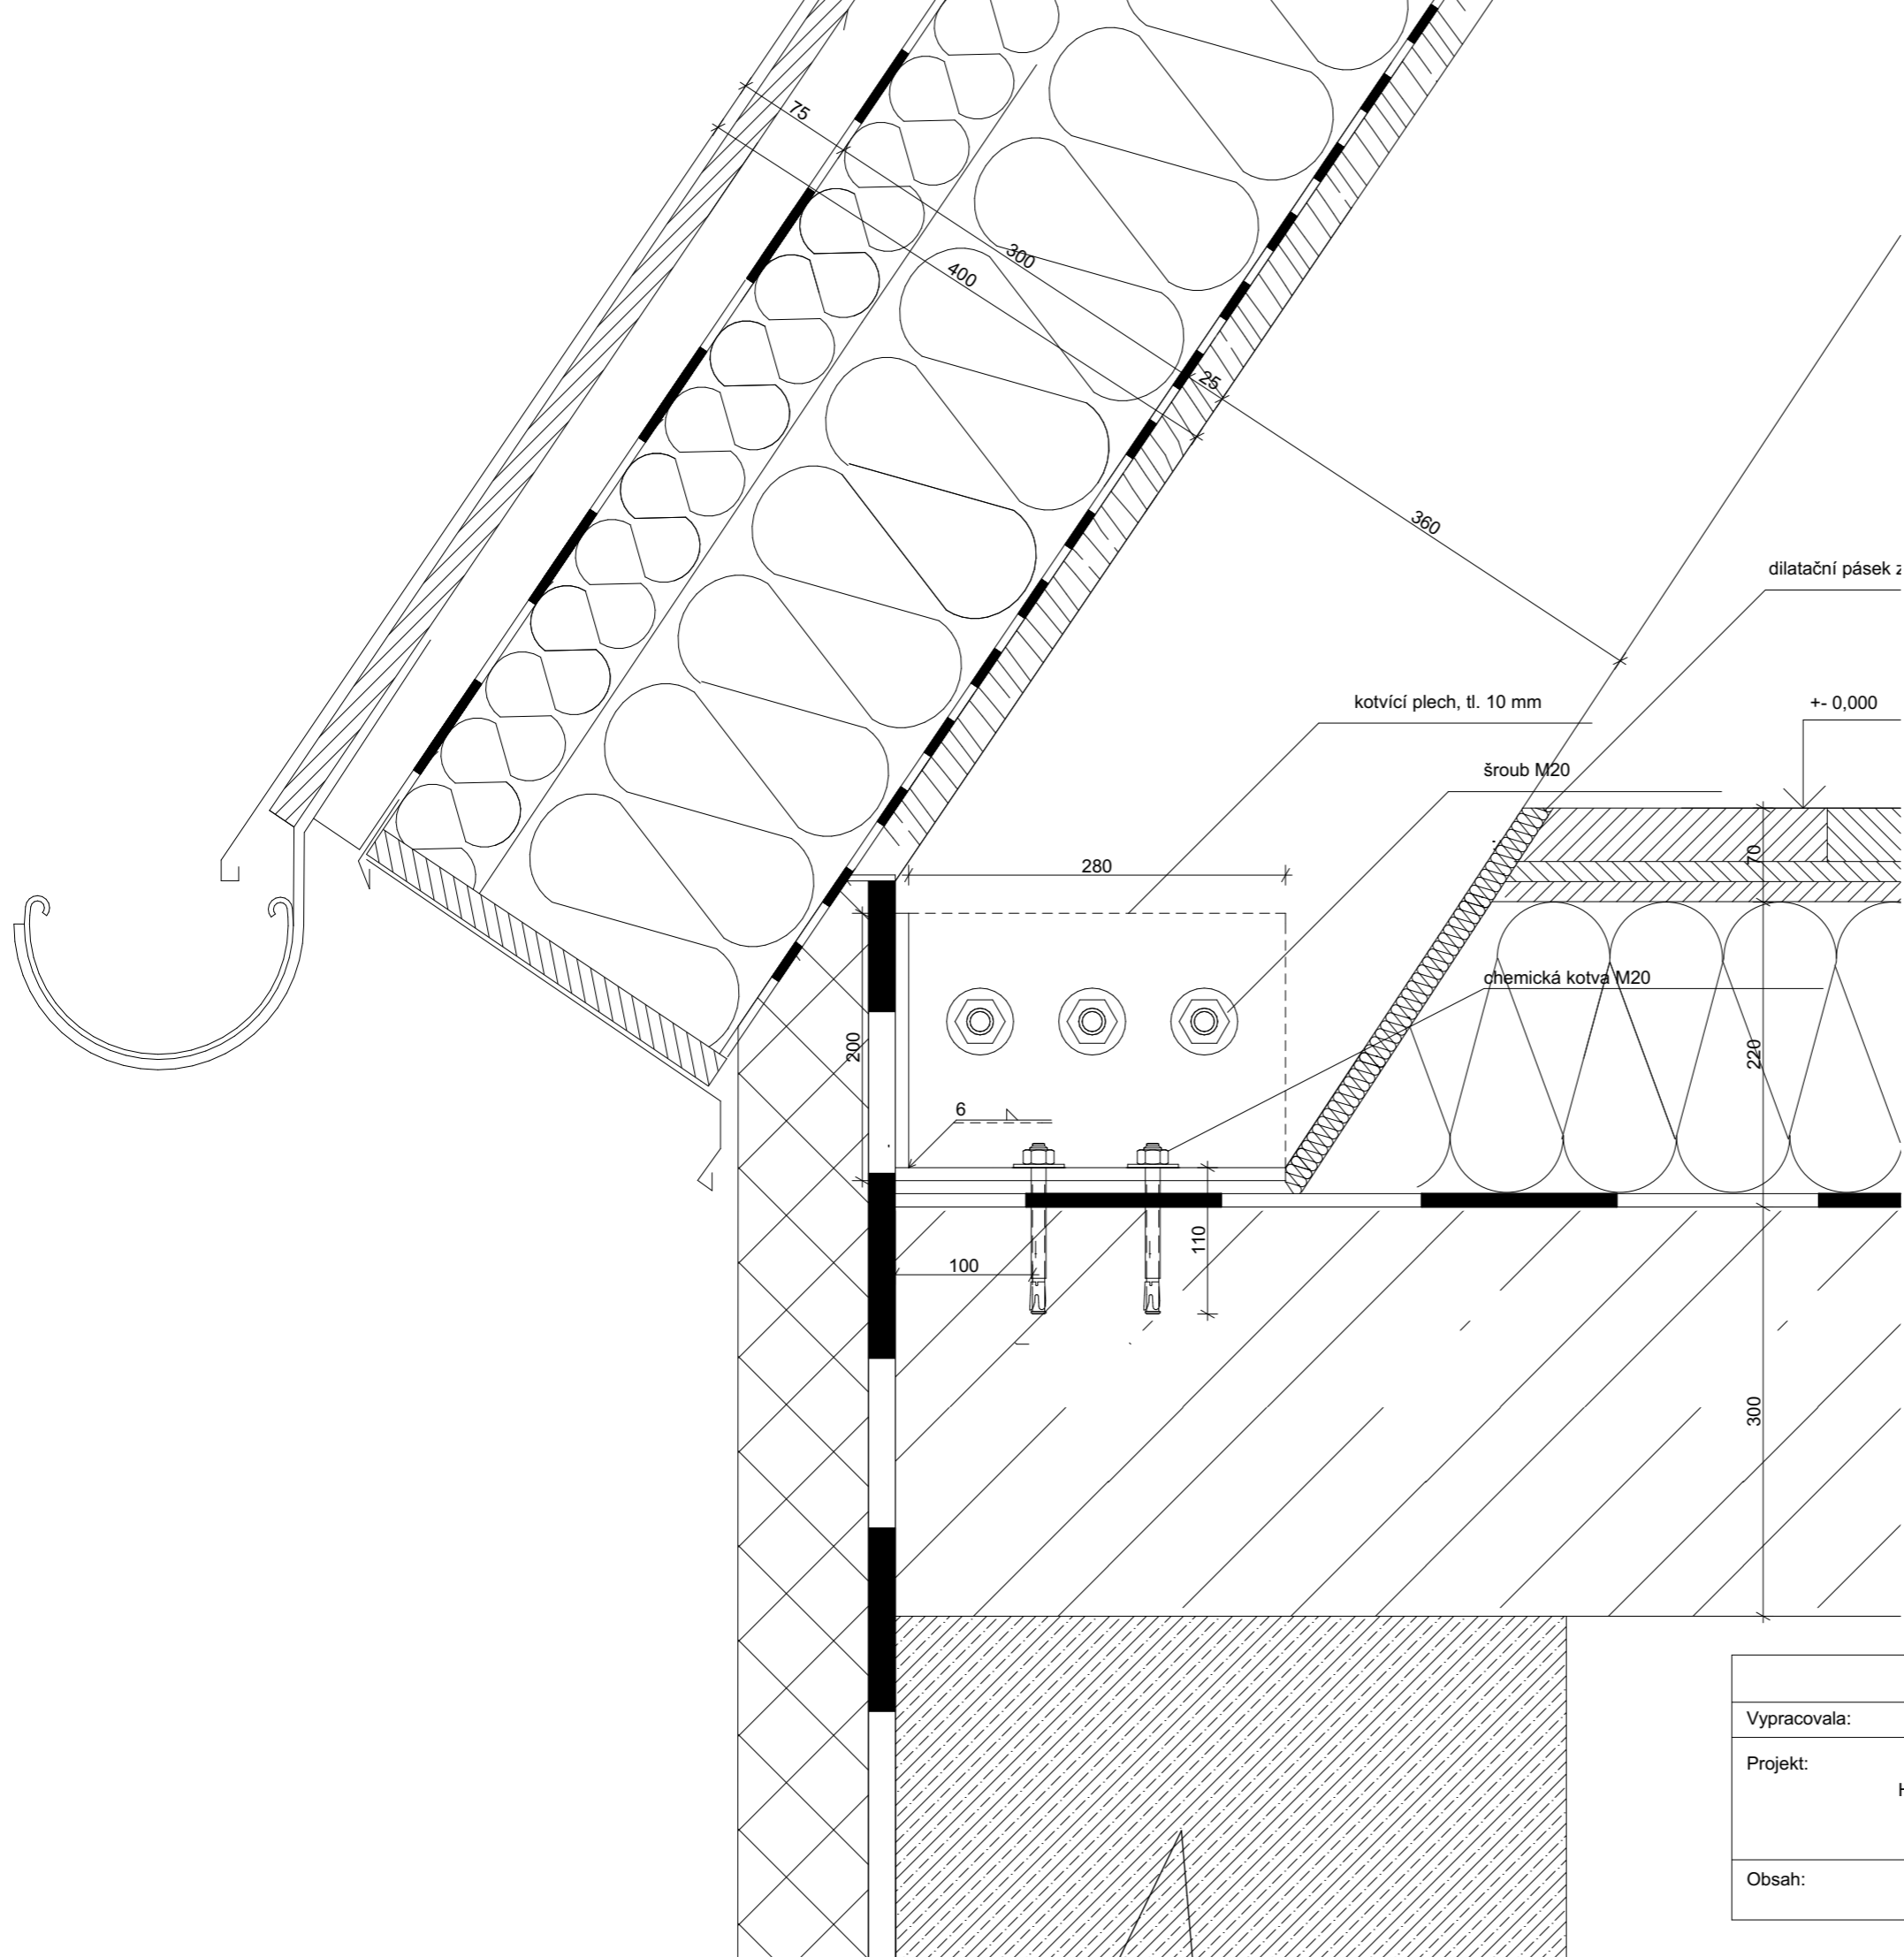 75
300
400
25
360
dilatační pásek
kotvící plech, tl. 10 mm
+- 0,000
šroub M20
280
70
chemická kotva M20
200
220
6
110
100
300
Vypracovala:
Projekt:
Obsah: